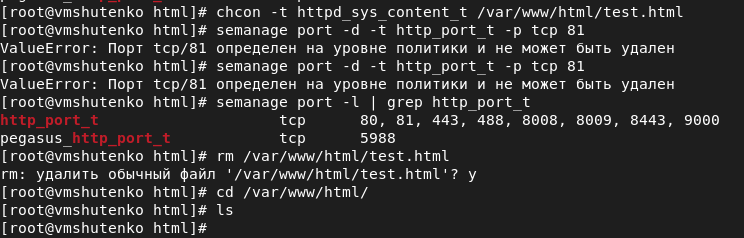 [root@vmshutenko html]# chcon -t httpd_sys_content_t /var/www/html/test.html
[root@vmshutenko html]# semanage port -d -t http_port_t -p tcp 81
ValueError: Порт tcp/81 определен на уровне политики и не может быть удален
[root@vmshutenko html]# semanage port -d -t http_port_t -p tcp 81
ValueError: Порт tcp/81 определен на уровне политики и не может быть удален
[root@vmshutenko html]# semanage port -l | grep http_port_t
http_port_t                    tcp      80, 81, 443, 488, 8008, 8009, 8443, 9000
pegasus_http_port_t            tcp      5988
[root@vmshutenko html]# rm /var/www/html/test.html
rm: удалить обычный файл '/var/www/html/test.html'? y
[root@vmshutenko html]# cd /var/www/html/
[root@vmshutenko html]# ls
[root@vmshutenko html]#